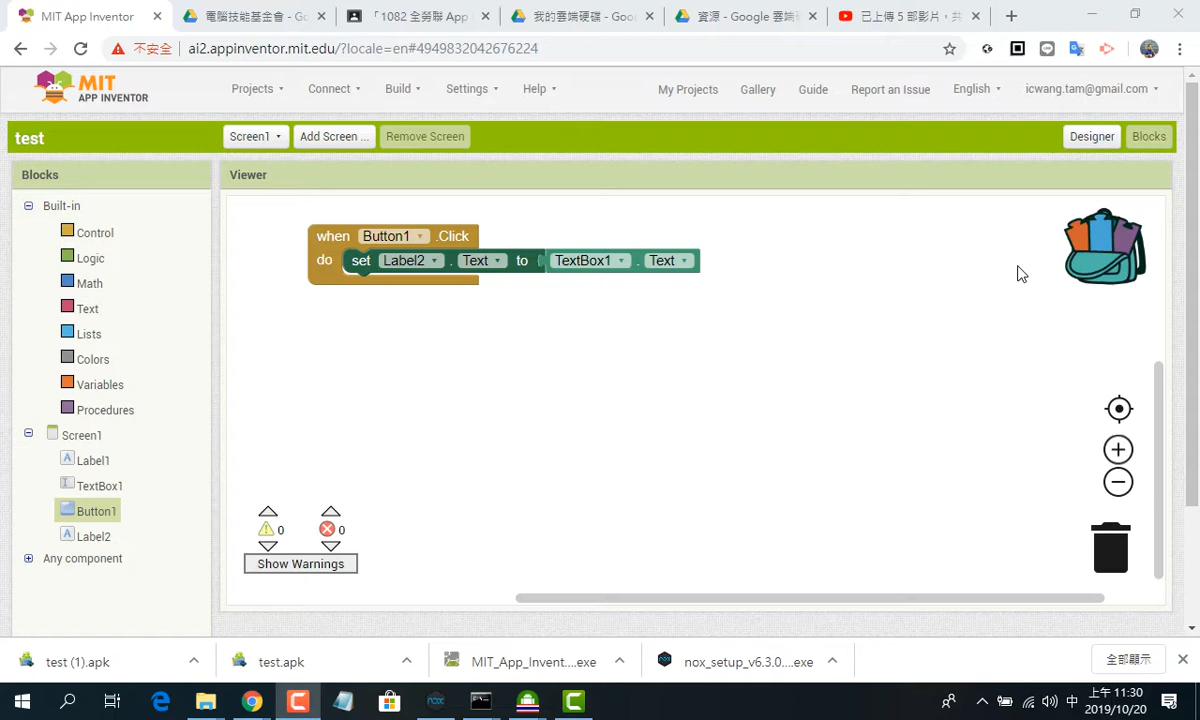 MIT App Inventor
電腦技能基金會 - Go
「1082 全勞聯 App
我的雲端硬碟 - Goo
資源 - Google 雲端硬
已上傳 5 部影片，共
不安全
ai2.appinventor.mit.edu/?locale=en#4949832042676224
MIT
APP INVENTOR
Projects
Connect
Build
Settings
Help
My Projects
Gallery
Guide
Report an Issue
English
icwang.tam@gmail.com
test
Screen1
Add Screen ...
Remove Screen
Designer
Blocks
Blocks
Viewer
Built-in
Control
Logic
Math
Text
Lists
Colors
Variables
Procedures
Screen1
Label1
TextBox1
Button1
Label2
Any component
when Button1 .Click
do set Label2 . Text to TextBox1 . Text
0
0
Show Warnings
test (1).apk
test.apk
MIT_App_Invent....exe
nox_setup_v6.3.0....exe
全部顯示
nox
中
上午 11:30
2019/10/20